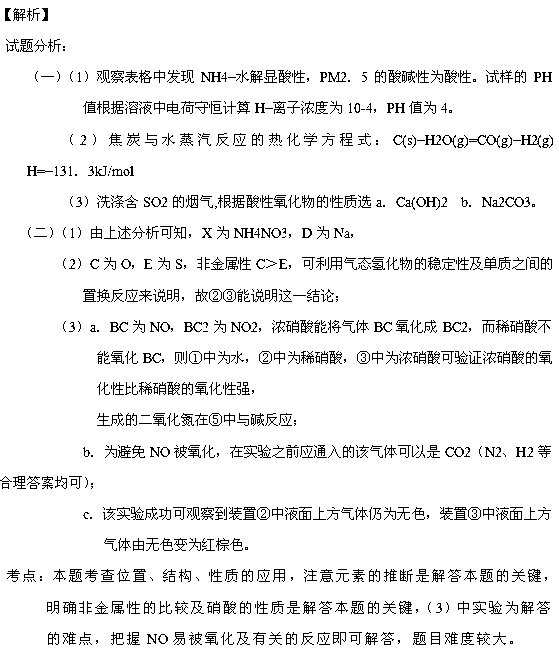 【解析】
试题分析：
（一）（1）观察表格中发现 NH4−水解显酸性，PM2．5 的酸碱性为酸性。试样的 PH
值根据溶液中电荷守恒计算 H−离子浓度为 10-4，PH 值为 4。
（2）焦炭与水蒸汽反应的热化学方程式：C(s)−H2O(g)=CO(g)−H2(g)
H=−131．3kJ/mol
（3）洗涤含 SO2 的烟气,根据酸性氧化物的性质选 a．Ca(OH)2 b．Na2CO3。
（二）（1）由上述分析可知，X 为 NH4NO3，D 为 Na，
（2）C 为 O，E 为 S，非金属性 C＞E，可利用气态氢化物的稳定性及单质之间的
置换反应来说明，故②③能说明这一结论；
（3）a．BC 为 NO，BC2 为 NO2，浓硝酸能将气体 BC 氧化成 BC2，而稀硝酸不
能氧化 BC，则①中为水，②中为稀硝酸，③中为浓硝酸可验证浓硝酸的氧
化性比稀硝酸的氧化性强，
生成的二氧化氮在⑤中与碱反应；
b．为避免 NO 被氧化，在实验之前应通入的该气体可以是 CO2（N2、H2 等
合理答案均可）；
c．该实验成功可观察到装置②中液面上方气体仍为无色，装置③中液面上方
气体由无色变为红棕色。
考点：本题考查位置、结构、性质的应用，注意元素的推断是解答本题的关键，
明确非金属性的比较及硝酸的性质是解答本题的关键，（3）中实验为解答
的难点，把握 NO 易被氧化及有关的反应即可解答，题目难度较大。